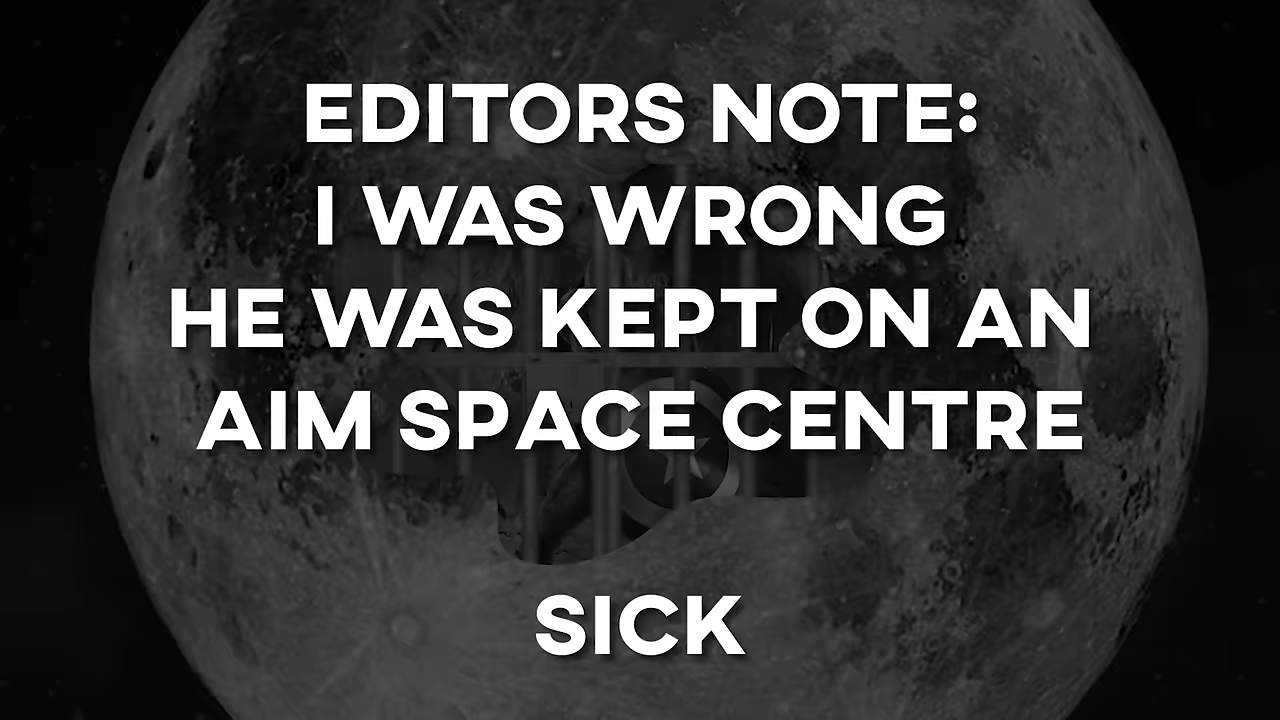 EDITORS NOTE:
I WAS WRONG
HE WAS KEPT ON AN
AIM SPACE CENTRE
SICK